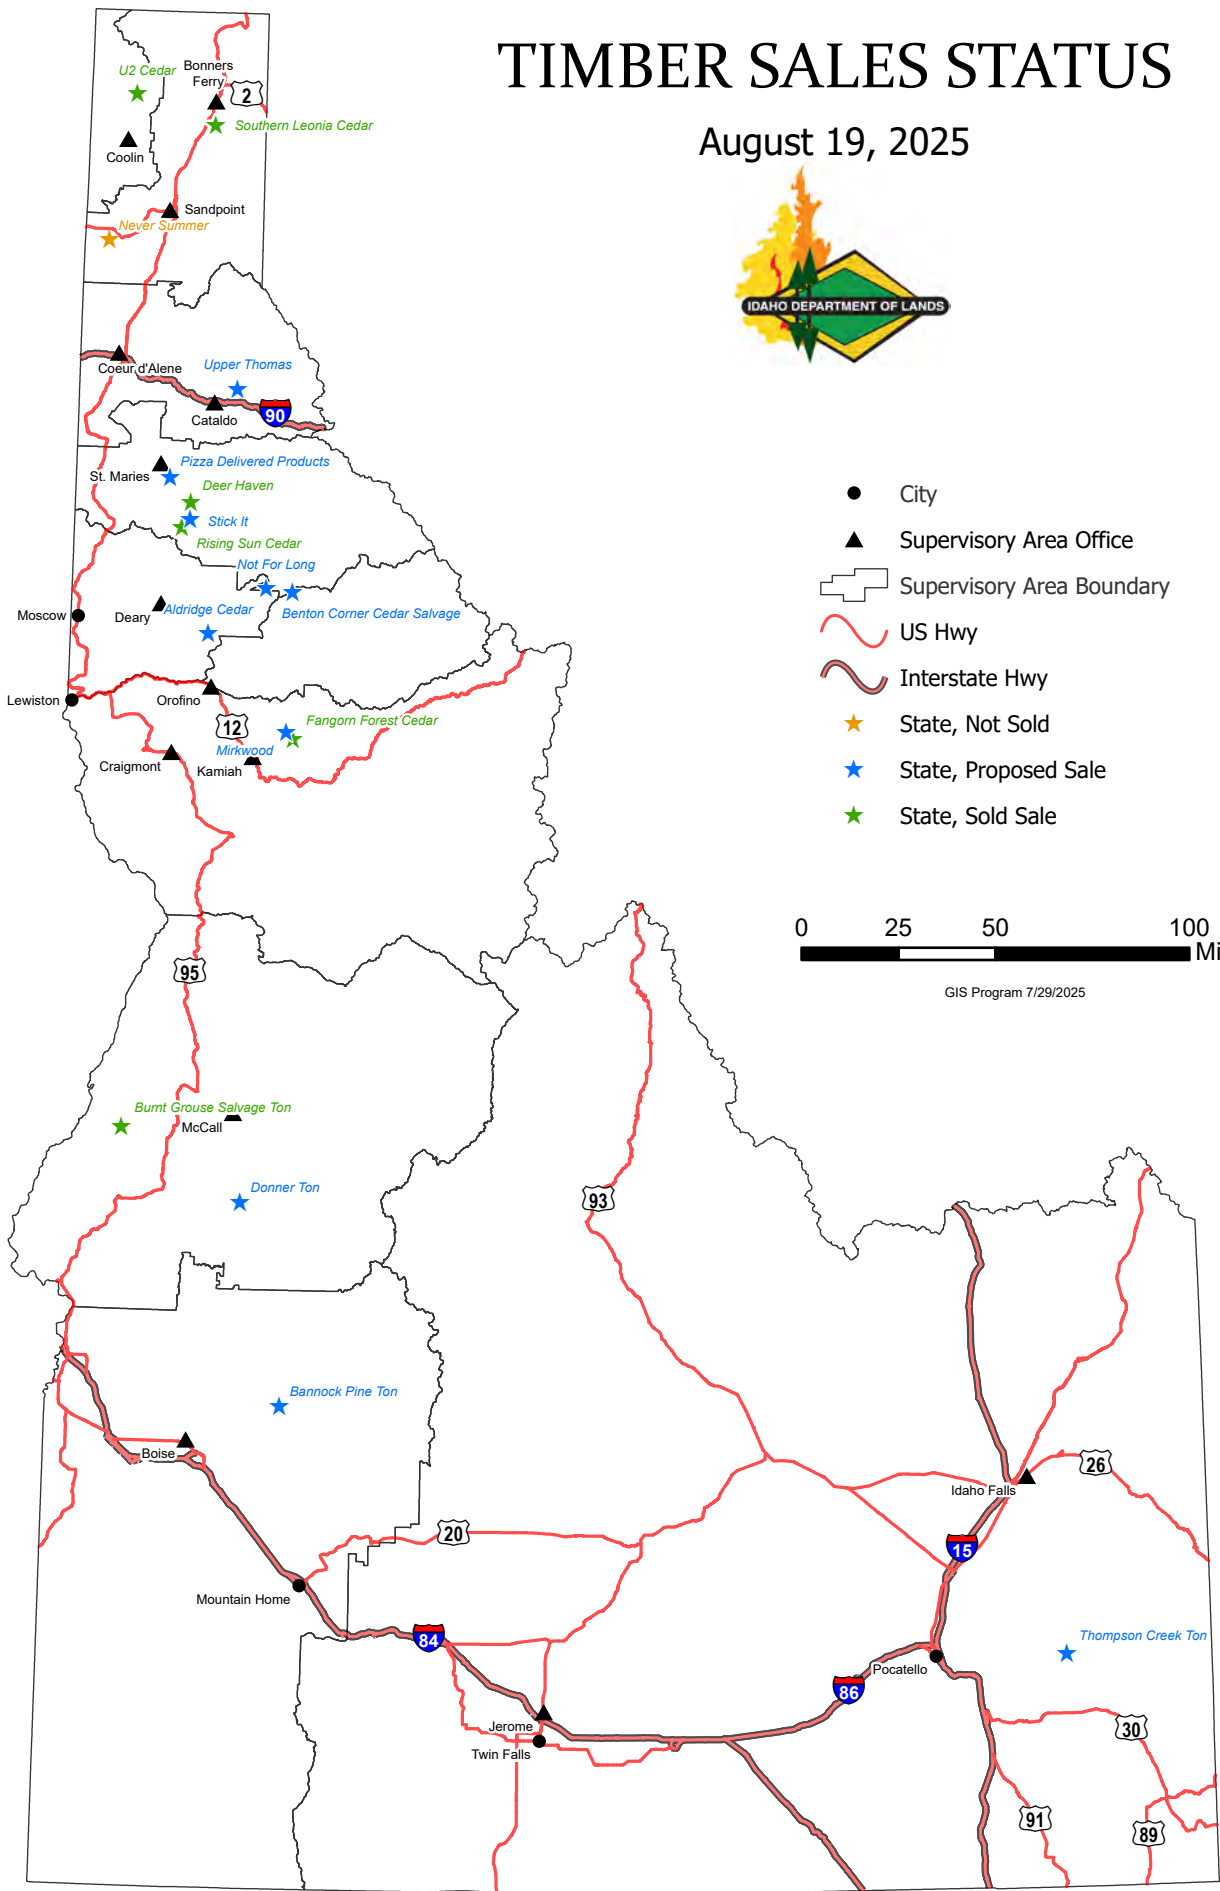 TIMBER SALES STATUS
August 19, 2025
IDAHO DEPARTMENT OF LANDS
U2 Cedar
Bonners
Ferry
2
Southern Leonia Cedar
Coolin
Sandpoint
Never Summer
Coeur d'Alene
Upper Thomas
Cataldo
90
Pizza Delivered Products
St. Maries
Deer Haven
Stick It
Rising Sun Cedar
Not For Long
Benton Corner Cedar Salvage
Aldridge Cedar
Deary
Moscow
Lewiston
Orofino
12
Fangorn Forest Cedar
Mirkwood
Craigmont
Kamiah
City
Supervisory Area Office
Supervisory Area Boundary
US Hwy
Interstate Hwy
State, Not Sold
State, Proposed Sale
State, Sold Sale
0 25 50 100
Mi
GIS Program 7/29/2025
95
Burnt Grouse Salvage Ton
McCall
Donner Ton
93
Bannock Pine Ton
Boise
26
Idaho Falls
20
15
Mountain Home
84
Thompson Creek Ton
Pocatello
86
Jerome
Twin Falls
30
91
89